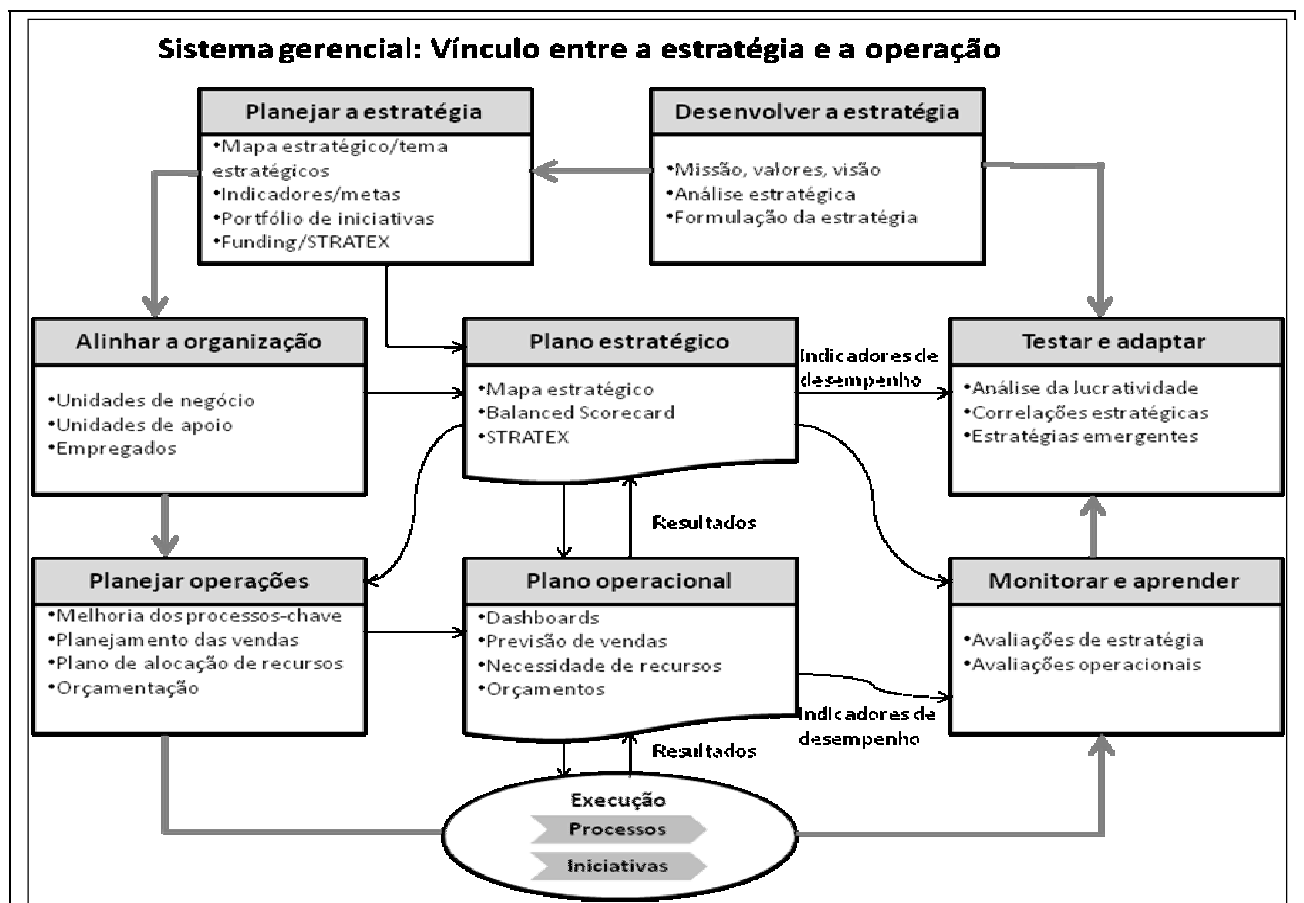 Sistema gerencial: Vínculo entre a estratégia e a operação
Planejar a estratégia
•Mapa estratégico/tema
estratégicos
•Indicadores/metas
•Portfólio de iniciativas
•Funding/STRATEX
Desenvolver a estratégia
•Missão, valores, visão
•Análise estratégica
•Formulação da estratégia
Alinhar a organização
•Unidades de negócio
•Unidades de apoio
•Empregados
Plano estratégico
•Mapa estratégico
•Balanced Scorecard
•STRATEX
Indicadores de
desempenho
Testar e adaptar
•Análise da lucratividade
•Correlações estratégicas
•Estratégias emergentes
Resultados
Planejar operações
•Melhoria dos processos-chave
•Planejamento das vendas
•Plano de alocação de recursos
•Orçamentação
Plano operacional
•Dashboards
•Previsão de vendas
•Necessidade de recursos
•Orçamentos
Monitorar e aprender
•Avaliações de estratégia
•Avaliações operacionais
Indicadores de
desempenho
Resultados
Execução
Processos
Iniciativas